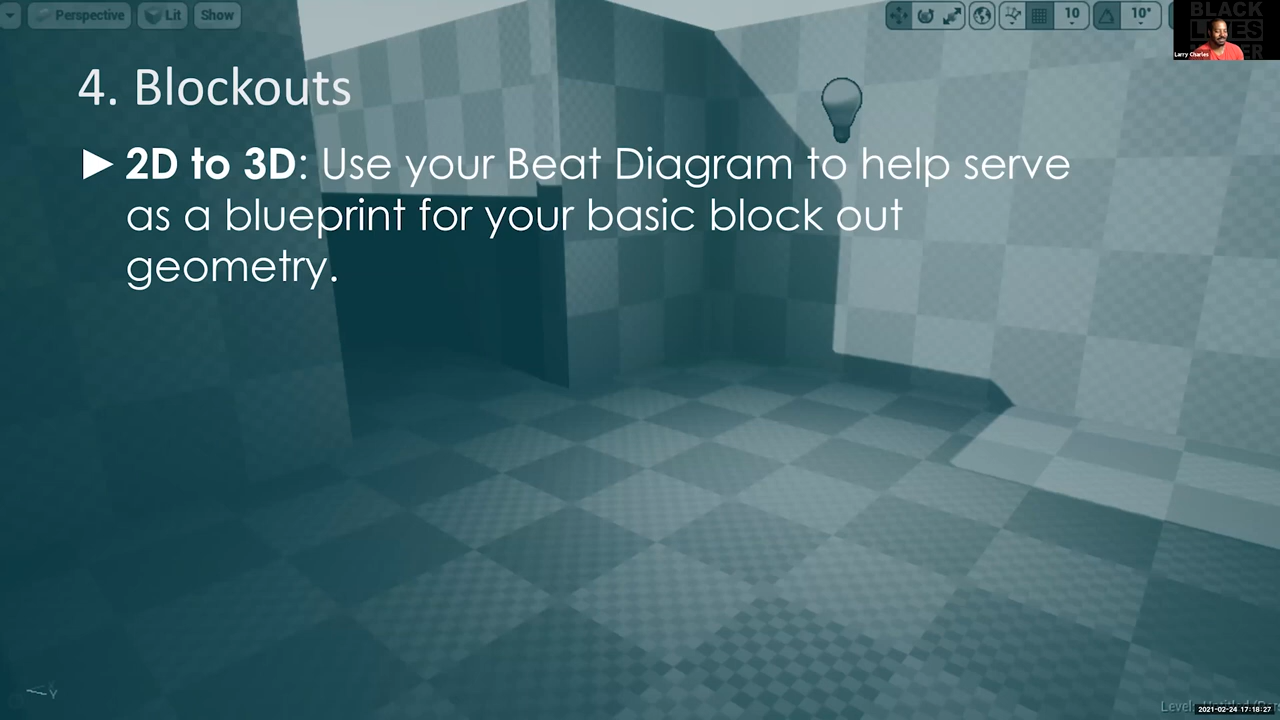 Perspective Lit Show 10 10°
BLACK
LIVES
Larry Charles
4. Blockouts
► 2D to 3D: Use your Beat Diagram to help serve
as a blueprint for your basic block out
geometry.
Y
Level:
2021-02-24 17:18:27